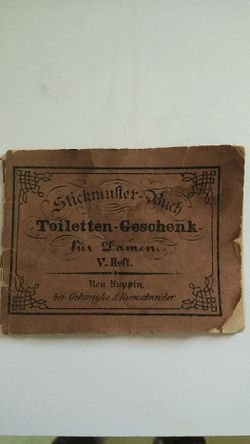 Stickmuster-Buch
Toiletten-Geschenk
für Damen.
V. Heft.
Neu Ruppin,
bei Oehmigke & Riemschneider